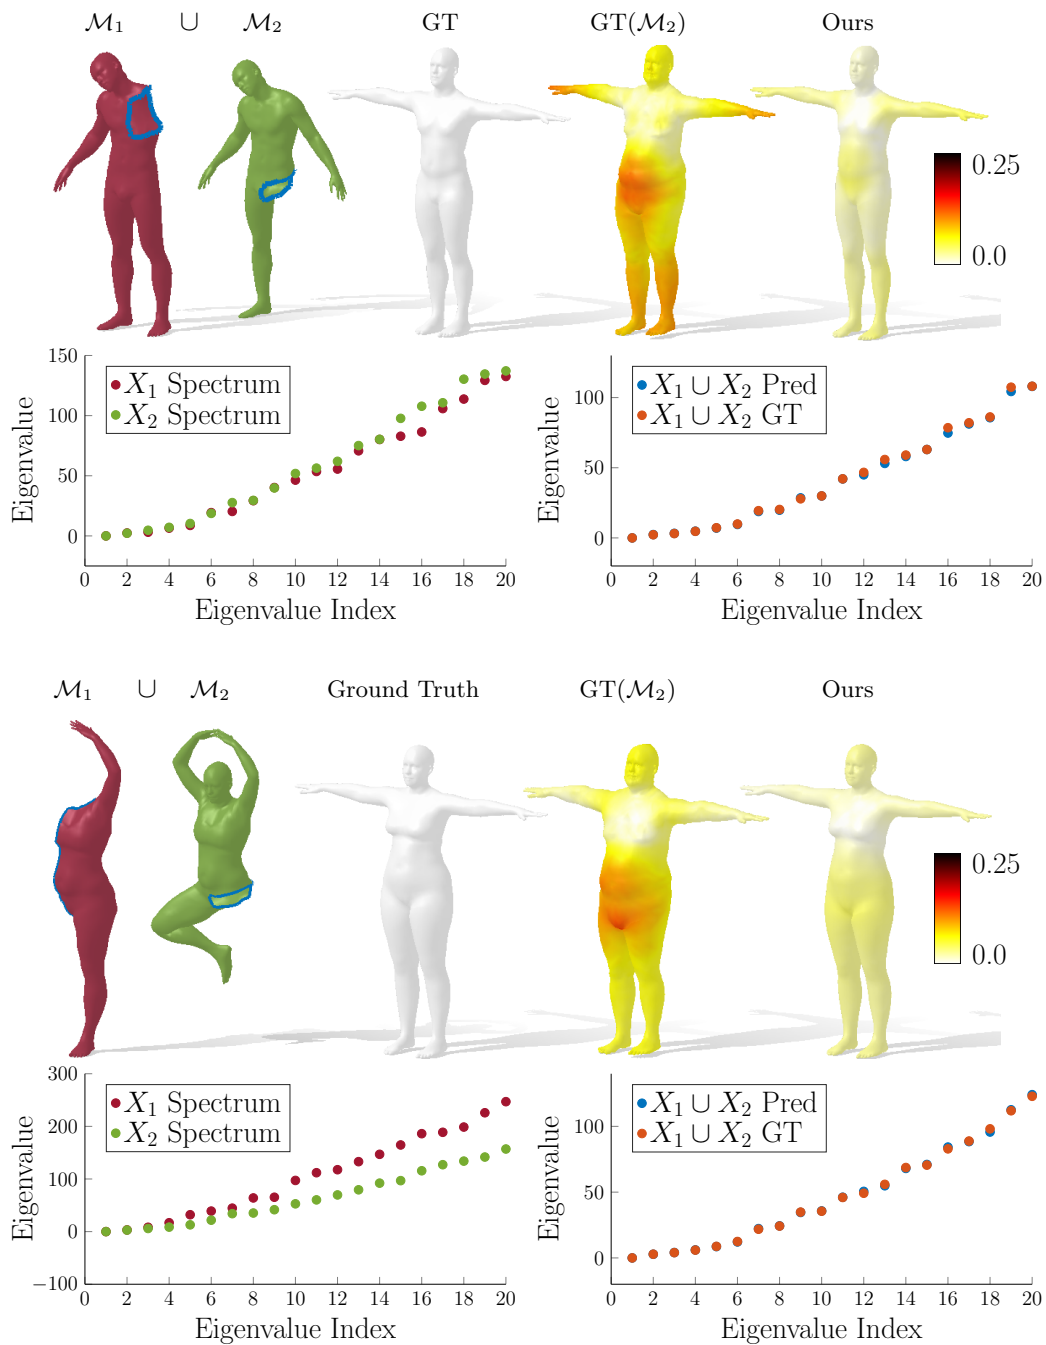 M₁ ∪ M₂ GT GT(M₂) Ours
0.25
0.0
150
100
50
0
Eigenvalue
X₁ Spectrum
X₂ Spectrum
0 2 4 6 8 10 12 14 16 18 20
Eigenvalue Index
100
50
0
Eigenvalue
X₁ ∪ X₂ Pred
X₁ ∪ X₂ GT
0 2 4 6 8 10 12 14 16 18 20
Eigenvalue Index
M₁ ∪ M₂ Ground Truth GT(M₂) Ours
0.25
0.0
300
200
100
0
−100
Eigenvalue
X₁ Spectrum
X₂ Spectrum
0 2 4 6 8 10 12 14 16 18 20
Eigenvalue Index
100
50
0
Eigenvalue
X₁ ∪ X₂ Pred
X₁ ∪ X₂ GT
0 2 4 6 8 10 12 14 16 18 20
Eigenvalue Index